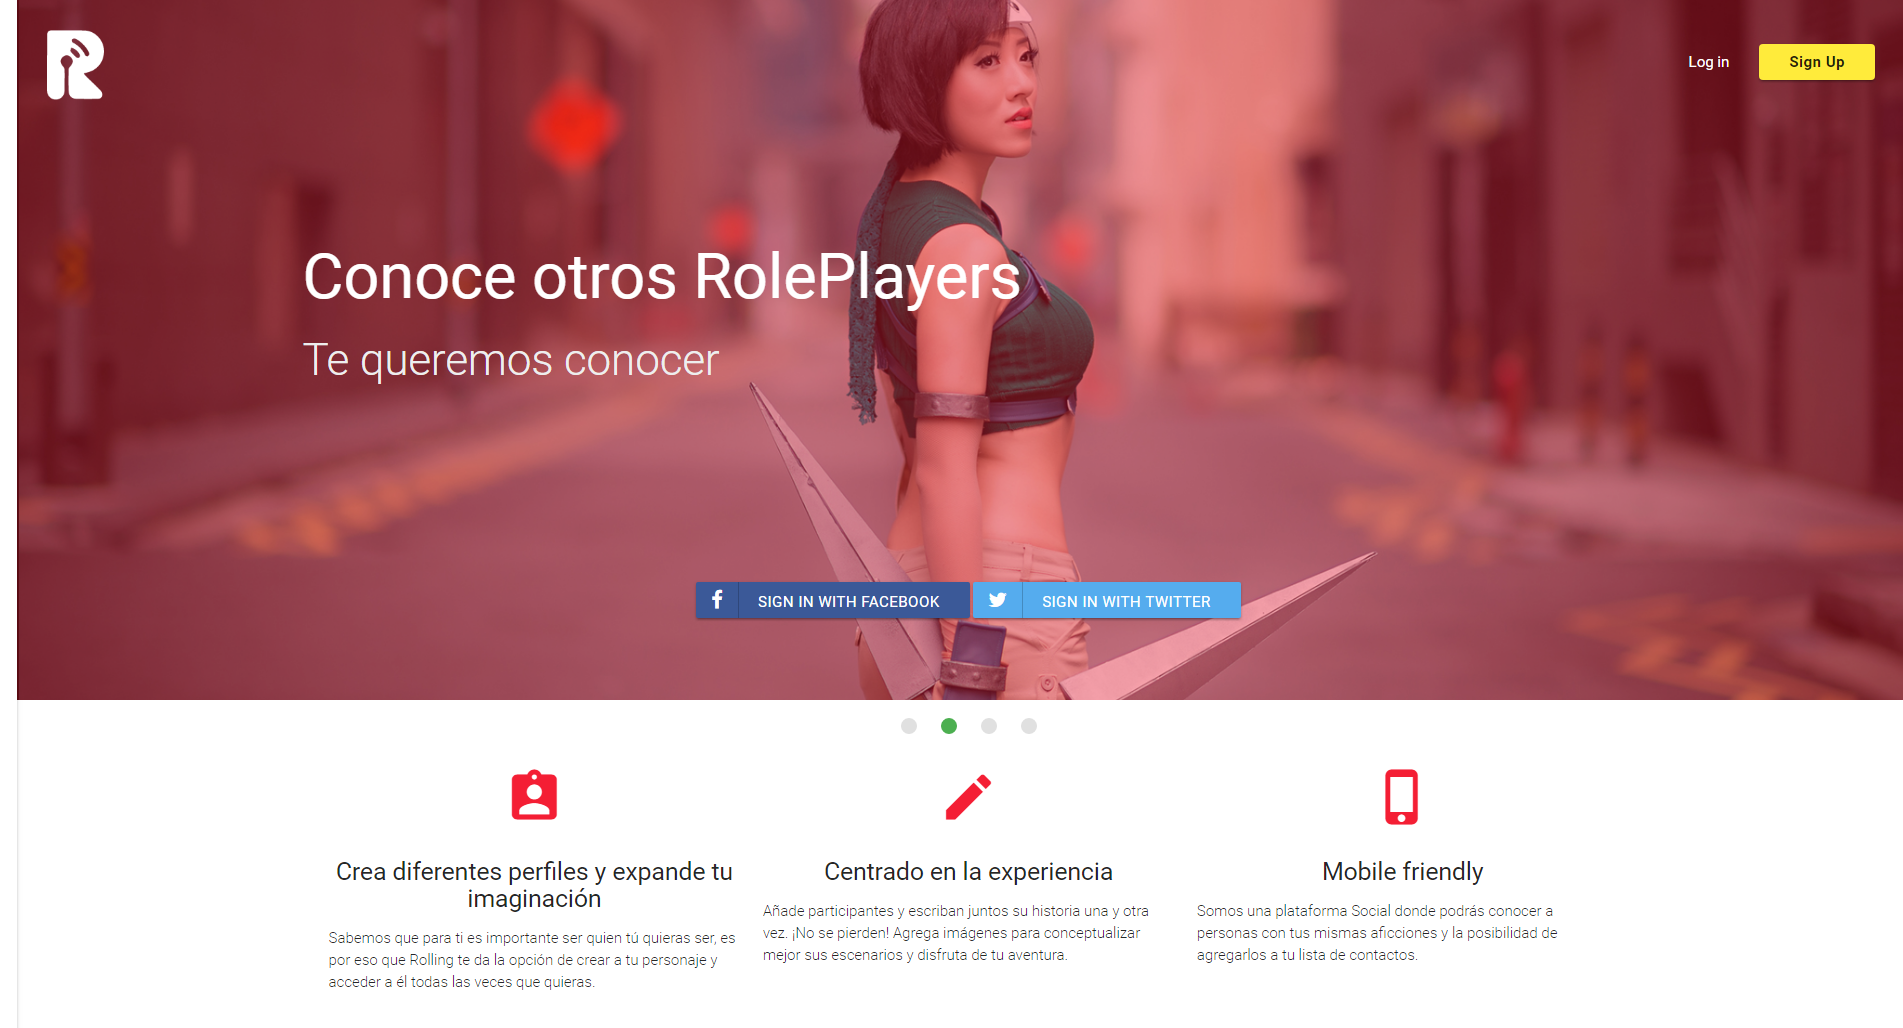 R
Log in
Sign Up
Conoce otros RolePlayers
Te queremos conocer
SIGN IN WITH FACEBOOK
SIGN IN WITH TWITTER
Crea diferentes perfiles y expande tu
imaginación
Sabemos que para ti es importante ser quien tú quieras ser, es
por eso que Rolling te da la opción de crear a tu personaje y
acceder a él todas las veces que quieras.
Centrado en la experiencia
Añade participantes y escriban juntos su historia una y otra
vez. ¡No se pierden! Agrega imágenes para conceptualizar
mejor sus escenarios y disfruta de tu aventura.
Mobile friendly
Somos una plataforma Social donde podrás conocer a
personas con tus mismas aficciones y la posibilidad de
agregarlos a tu lista de contactos.